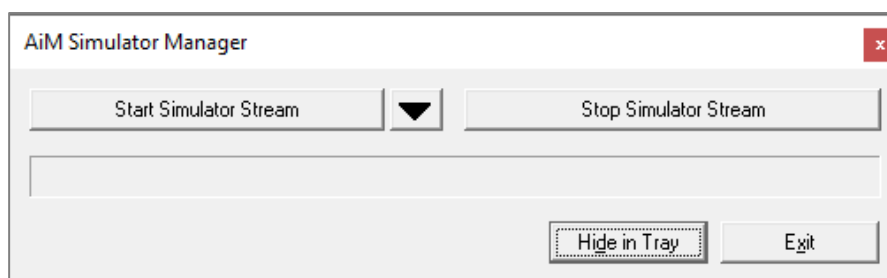 AiM Simulator Manager
x
Start Simulator Stream Stop Simulator Stream
Hide in Tray Exit